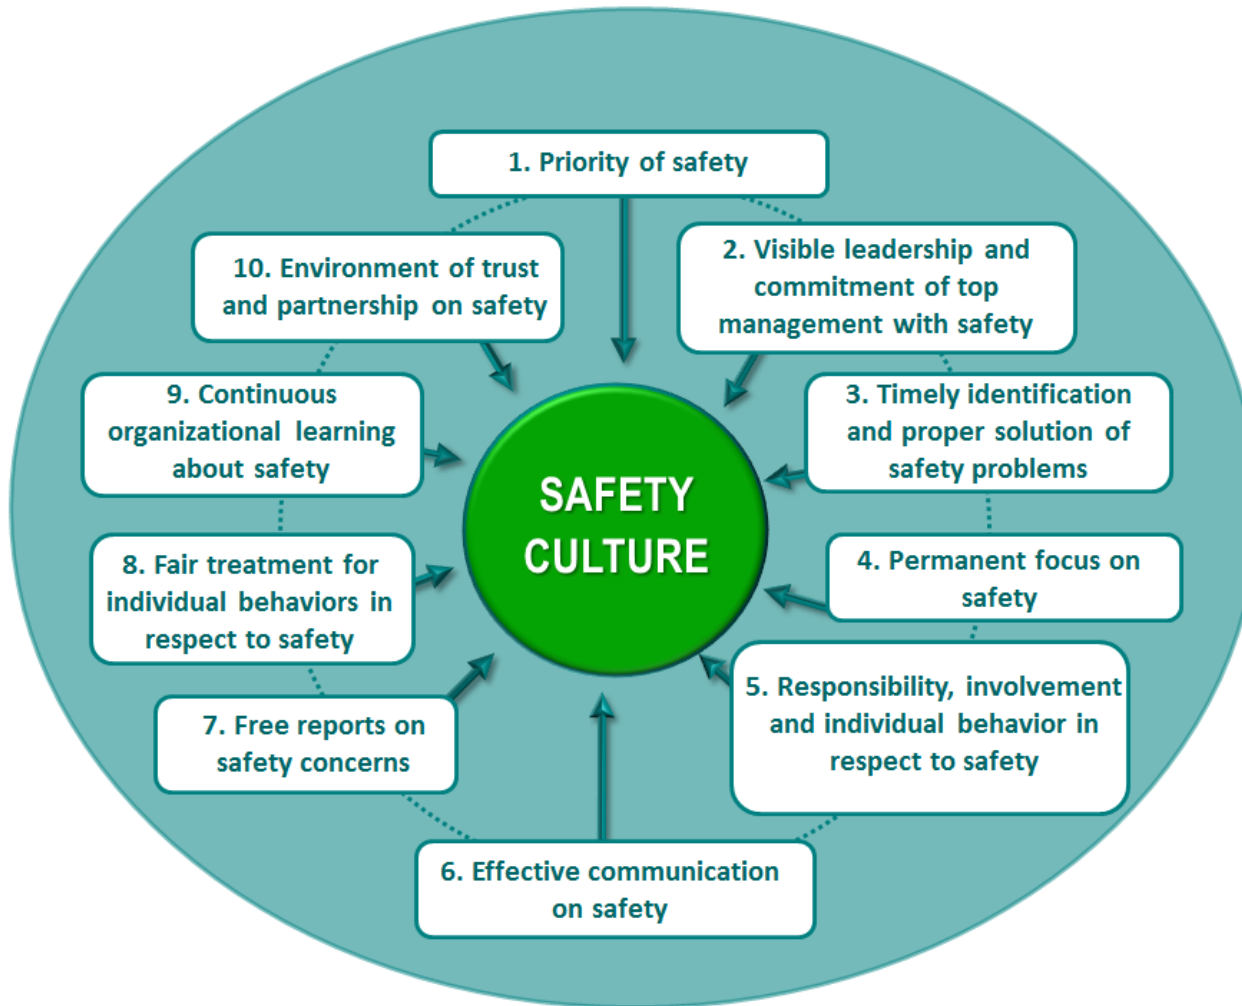 1. Priority of safety
2. Visible leadership and
commitment of top
management with safety
3. Timely identification
and proper solution of
safety problems
4. Permanent focus on
safety
5. Responsibility, involvement
and individual behavior in
respect to safety
6. Effective communication
on safety
7. Free reports on
safety concerns
8. Fair treatment for
individual behaviors in
respect to safety
9. Continuous
organizational learning
about safety
10. Environment of trust
and partnership on safety
SAFETY
CULTURE